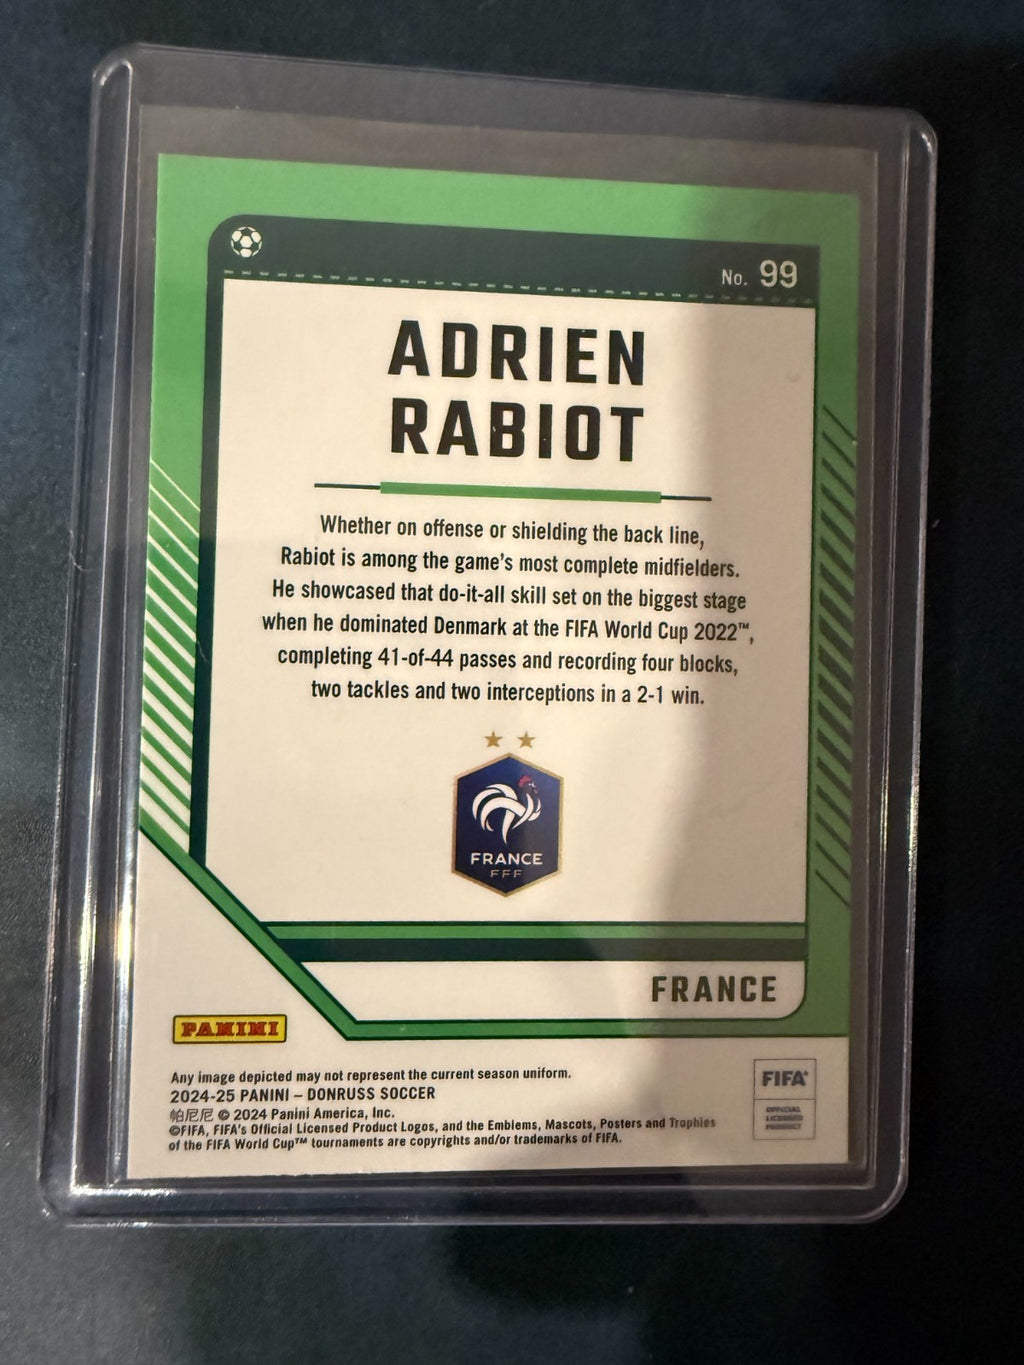 No. 99
ADRIEN
RABIOT
Whether on offense or shielding the back line,
Rabiot is among the game's most complete midfielders.
He showcased that do-it-all skill set on the biggest stage
when he dominated Denmark at the FIFA World Cup 2022™,
completing 41-of-44 passes and recording four blocks,
two tackles and two interceptions in a 2-1 win.
FRANCE
FFF
FRANCE
PANINI
Any image depicted may not represent the current season uniform.
2024-25 PANINI – DONRUSS SOCCER
帕尼尼 © 2024 Panini America, Inc.
©FIFA, FIFA's Official Licensed Product Logos, and the Emblems, Mascots, Posters and Trophies
of the FIFA World Cup™ tournaments are copyrights and/or trademarks of FIFA.
FIFA®
OFFICIAL
LICENSED
PRODUCT